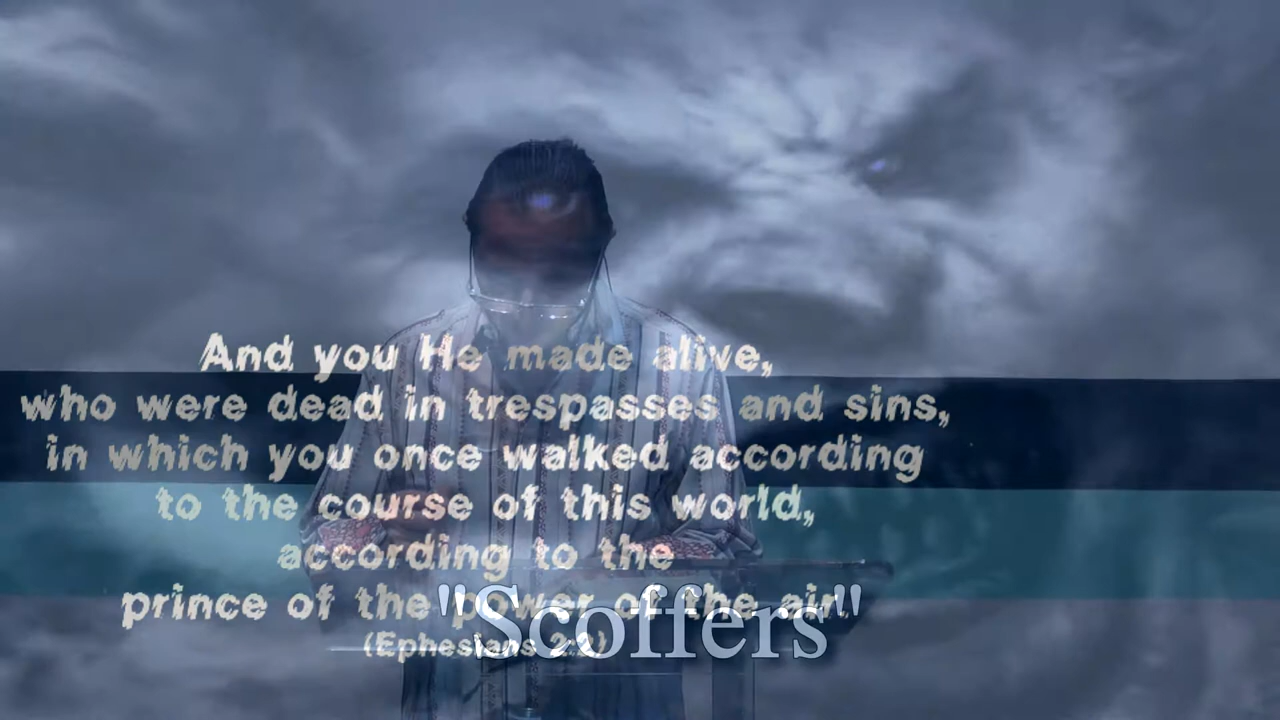 And you He made alive,
who were dead in trespasses and sins,
in which you once walked according
to the course of this world,
according to the
prince of the power of the air.
"Scoffers"
(Ephesians 2:2)